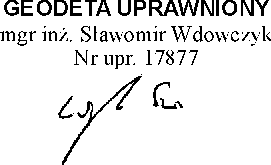 GEODETA UPRAWNIONY
mgr inż. Sławomir Wdowczyk
Nr upr. 17877